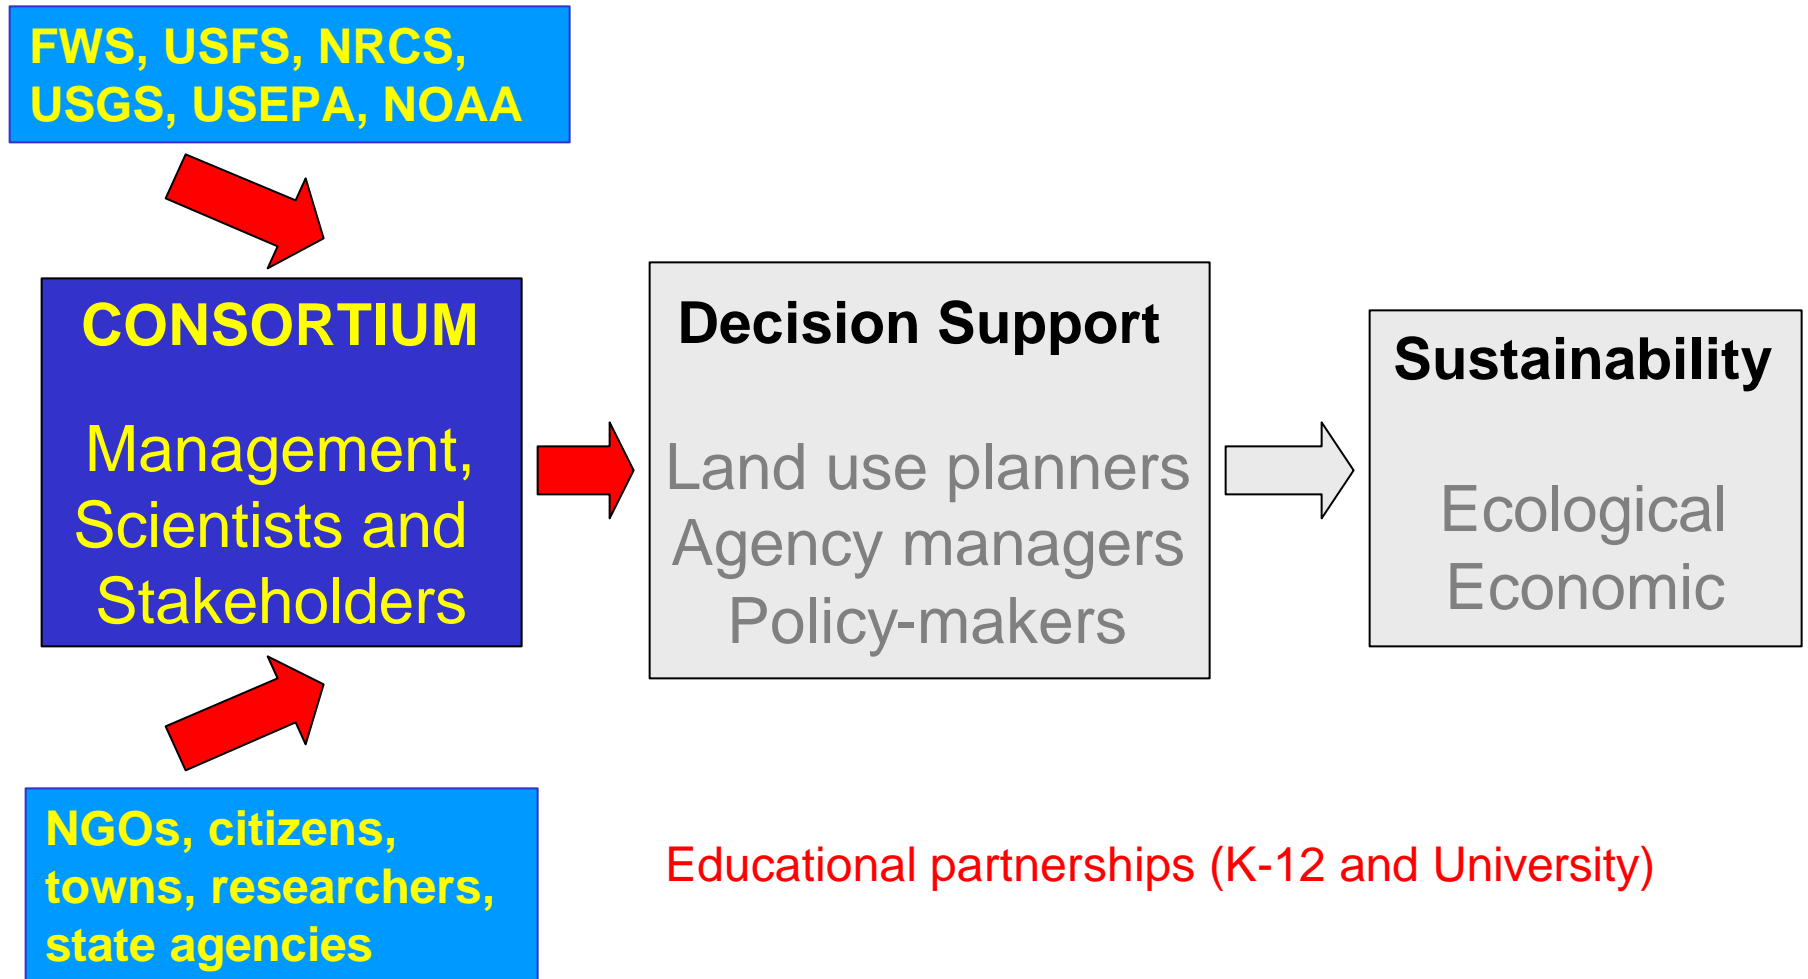 FWS, USFS, NRCS,
USGS, USEPA, NOAA
CONSORTIUM
Management,
Scientists and
Stakeholders
Decision Support
Land use planners
Agency managers
Policy-makers
Sustainability
Ecological
Economic
NGOs, citizens,
towns, researchers,
state agencies
Educational partnerships (K-12 and University)